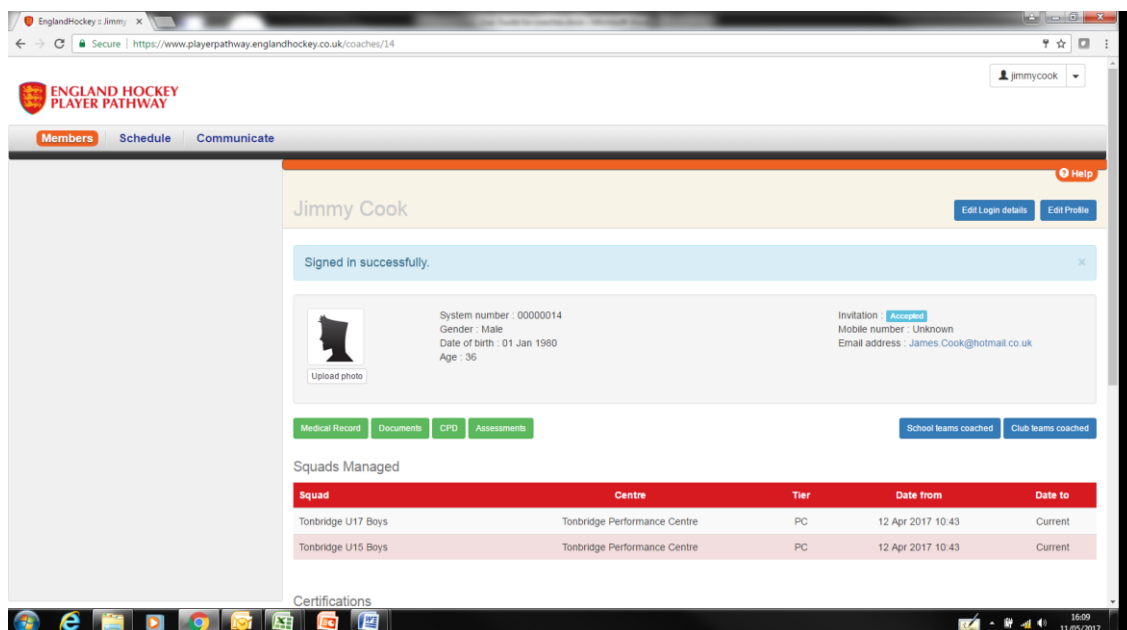 EnglandHockey :: Jimmy
Secure https://www.playerpathway.englandhockey.co.uk/coaches/14
jimmycook
ENGLAND HOCKEY
PLAYER PATHWAY
Members Schedule Communicate
Help
Jimmy Cook
Edit Login details Edit Profile
Signed in successfully.
System number : 00000014 Invitation : Accepted
Gender : Male Mobile number : Unknown
Date of birth : 01 Jan 1980 Email address : James.Cook@hotmail.co.uk
Age : 36
Upload photo
Medical Record Documents CPD Assessments School teams coached Club teams coached
Squads Managed
Squad Centre Tier Date from Date to
Tonbridge U17 Boys Tonbridge Performance Centre PC 12 Apr 2017 10:43 Current
Tonbridge U15 Boys Tonbridge Performance Centre PC 12 Apr 2017 10:43 Current
Certifications
16:09
11/05/2017